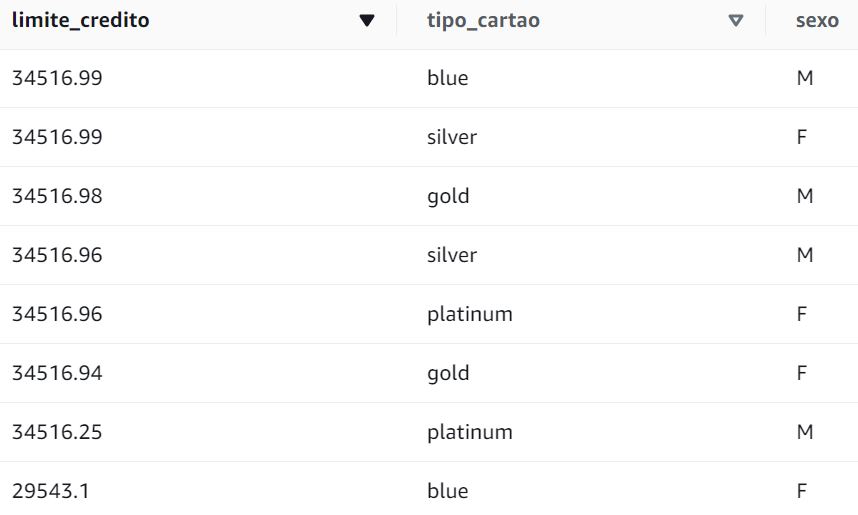 limite_credito tipo_cartao sexo
34516.99 blue M
34516.99 silver F
34516.98 gold M
34516.96 silver M
34516.96 platinum F
34516.94 gold F
34516.25 platinum M
29543.1 blue F